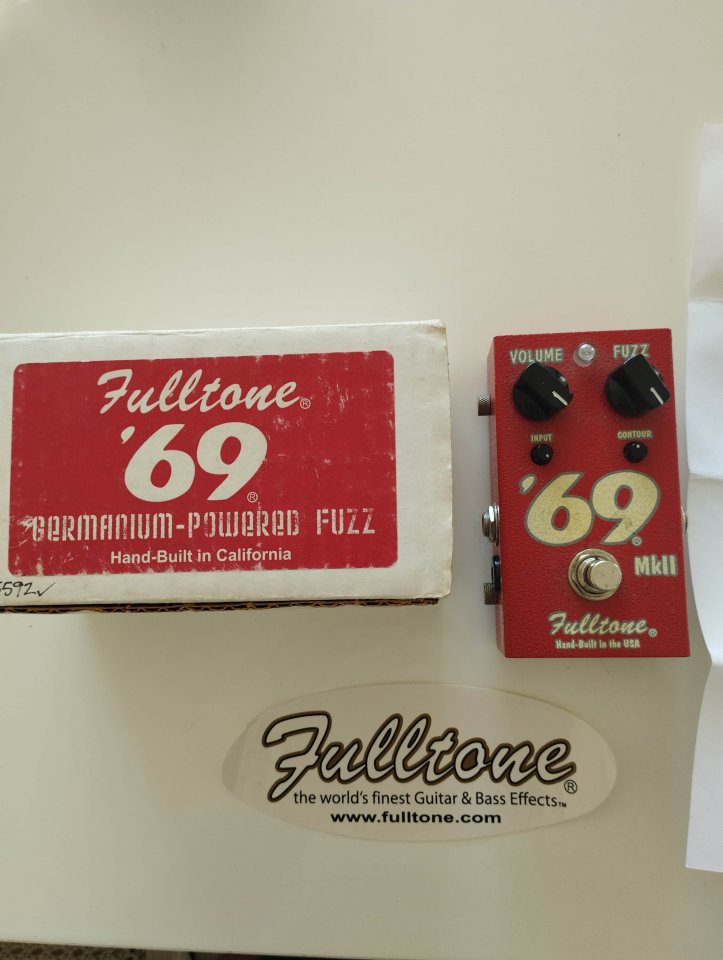 Fulltone®
'69®
GERMANIUM-POWERED FUZZ
Hand-Built in California
5592✓
VOLUME FUZZ
INPUT CONTOUR
'69®
MkII
Fulltone®
Hand-Built in the USA
Fulltone®
the world's finest Guitar & Bass Effects™
www.fulltone.com